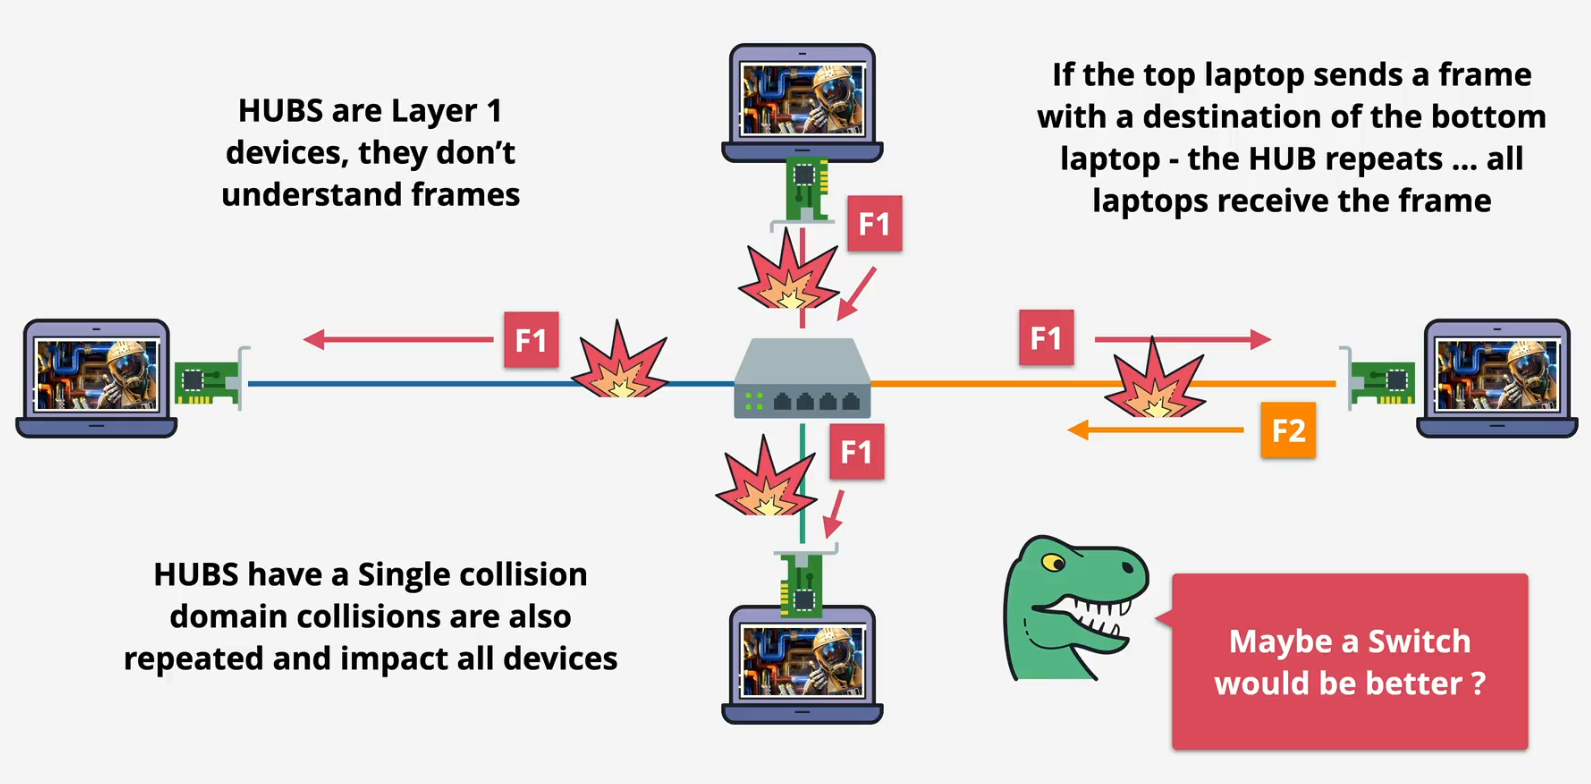 HUBS are Layer 1
devices, they don’t
understand frames
If the top laptop sends a frame
with a destination of the bottom
laptop - the HUB repeats ... all
laptops receive the frame
F1
F1
F1
F2
F1
HUBS have a Single collision
domain collisions are also
repeated and impact all devices
Maybe a Switch
would be better ?